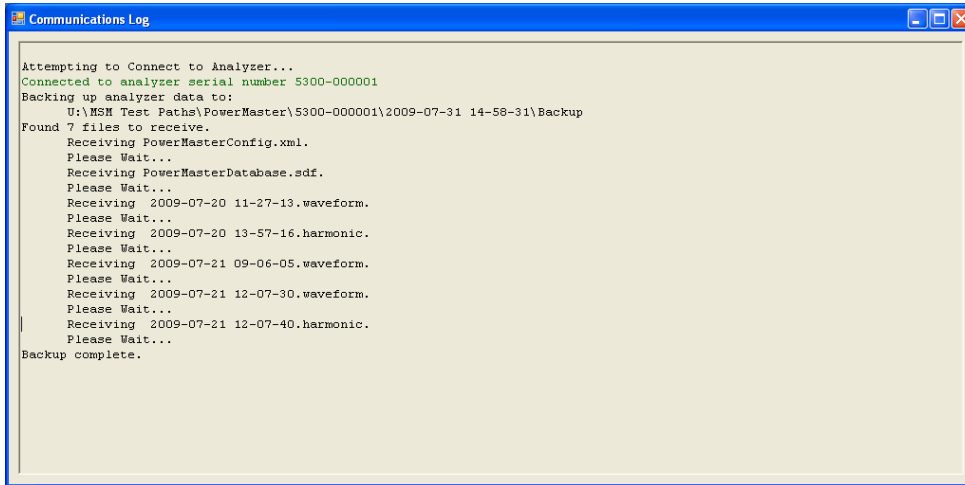 Communications Log
Attempting to Connect to Analyzer...
Connected to analyzer serial number 5300-000001
Backing up analyzer data to:
U:\MSM Test Paths\PowerMaster\5300-000001\2009-07-31 14-58-31\Backup
Found 7 files to receive.
Receiving PowerMasterConfig.xml.
Please Wait...
Receiving PowerMasterDatabase.sdf.
Please Wait...
Receiving  2009-07-20 11-27-13.waveform.
Please Wait...
Receiving  2009-07-20 13-57-16.harmonic.
Please Wait...
Receiving  2009-07-21 09-06-05.waveform.
Please Wait...
Receiving  2009-07-21 12-07-30.waveform.
Please Wait...
Receiving  2009-07-21 12-07-40.harmonic.
Please Wait...
Backup complete.